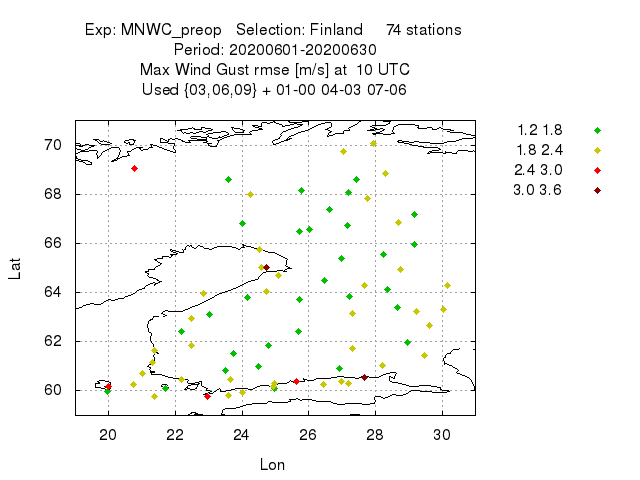 Exp: MNWC_preop   Selection: Finland     74 stations
Period: 20200601-20200630
Max Wind Gust rmse [m/s] at  10 UTC
Used {03,06,09} + 01-00 04-03 07-06
1.2 1.8
1.8 2.4
2.4 3.0
3.0 3.6
70
68
66
64
62
60
Lat
20 22 24 26 28 30
Lon